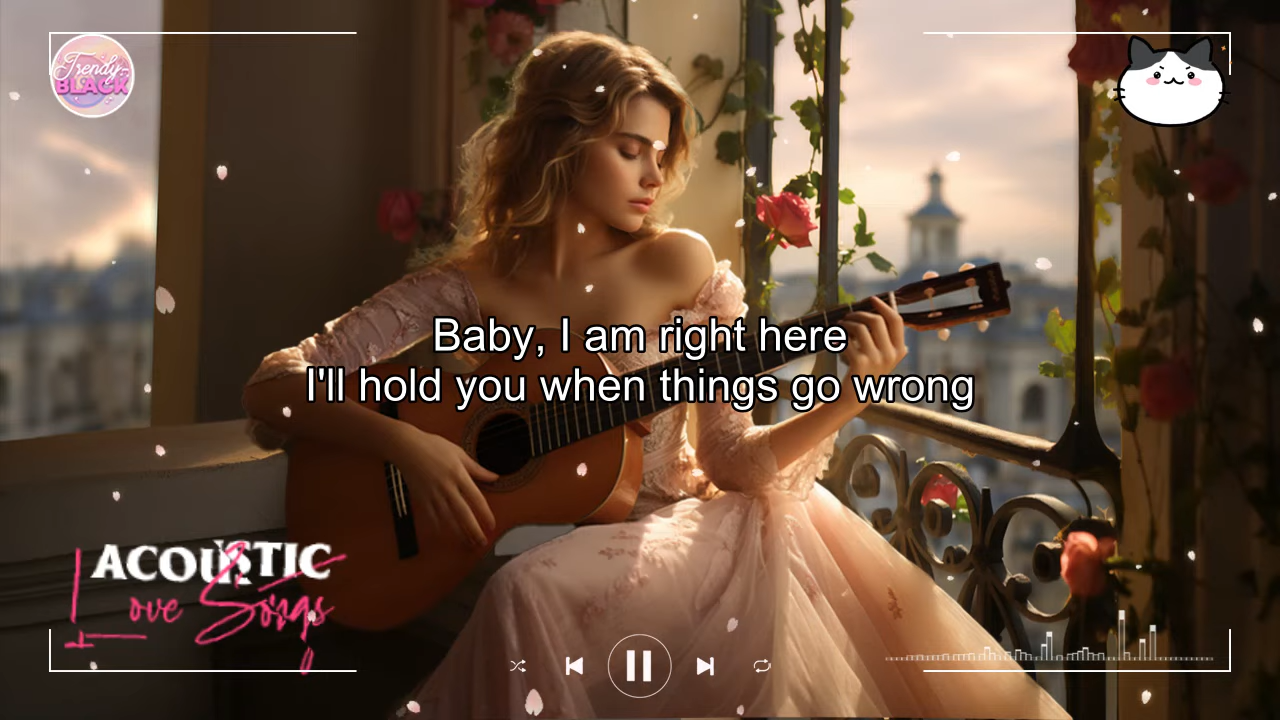 Trendy
BLACK
Baby, I am right here
I'll hold you when things go wrong
ACOUSTIC
Love Songs